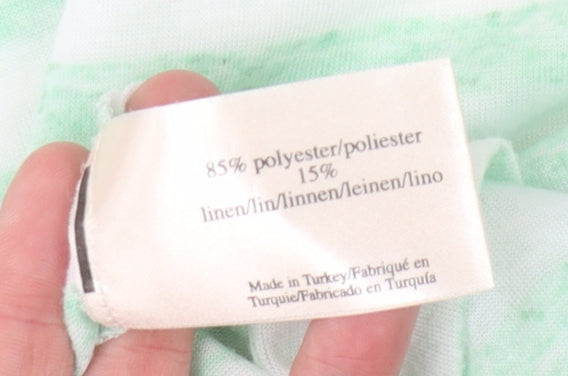 85% polyester/poliester
15%
linen/lin/linnen/leinen/lino
Made in Turkey/Fabriqué en
Turquie/Fabricado en Turquía